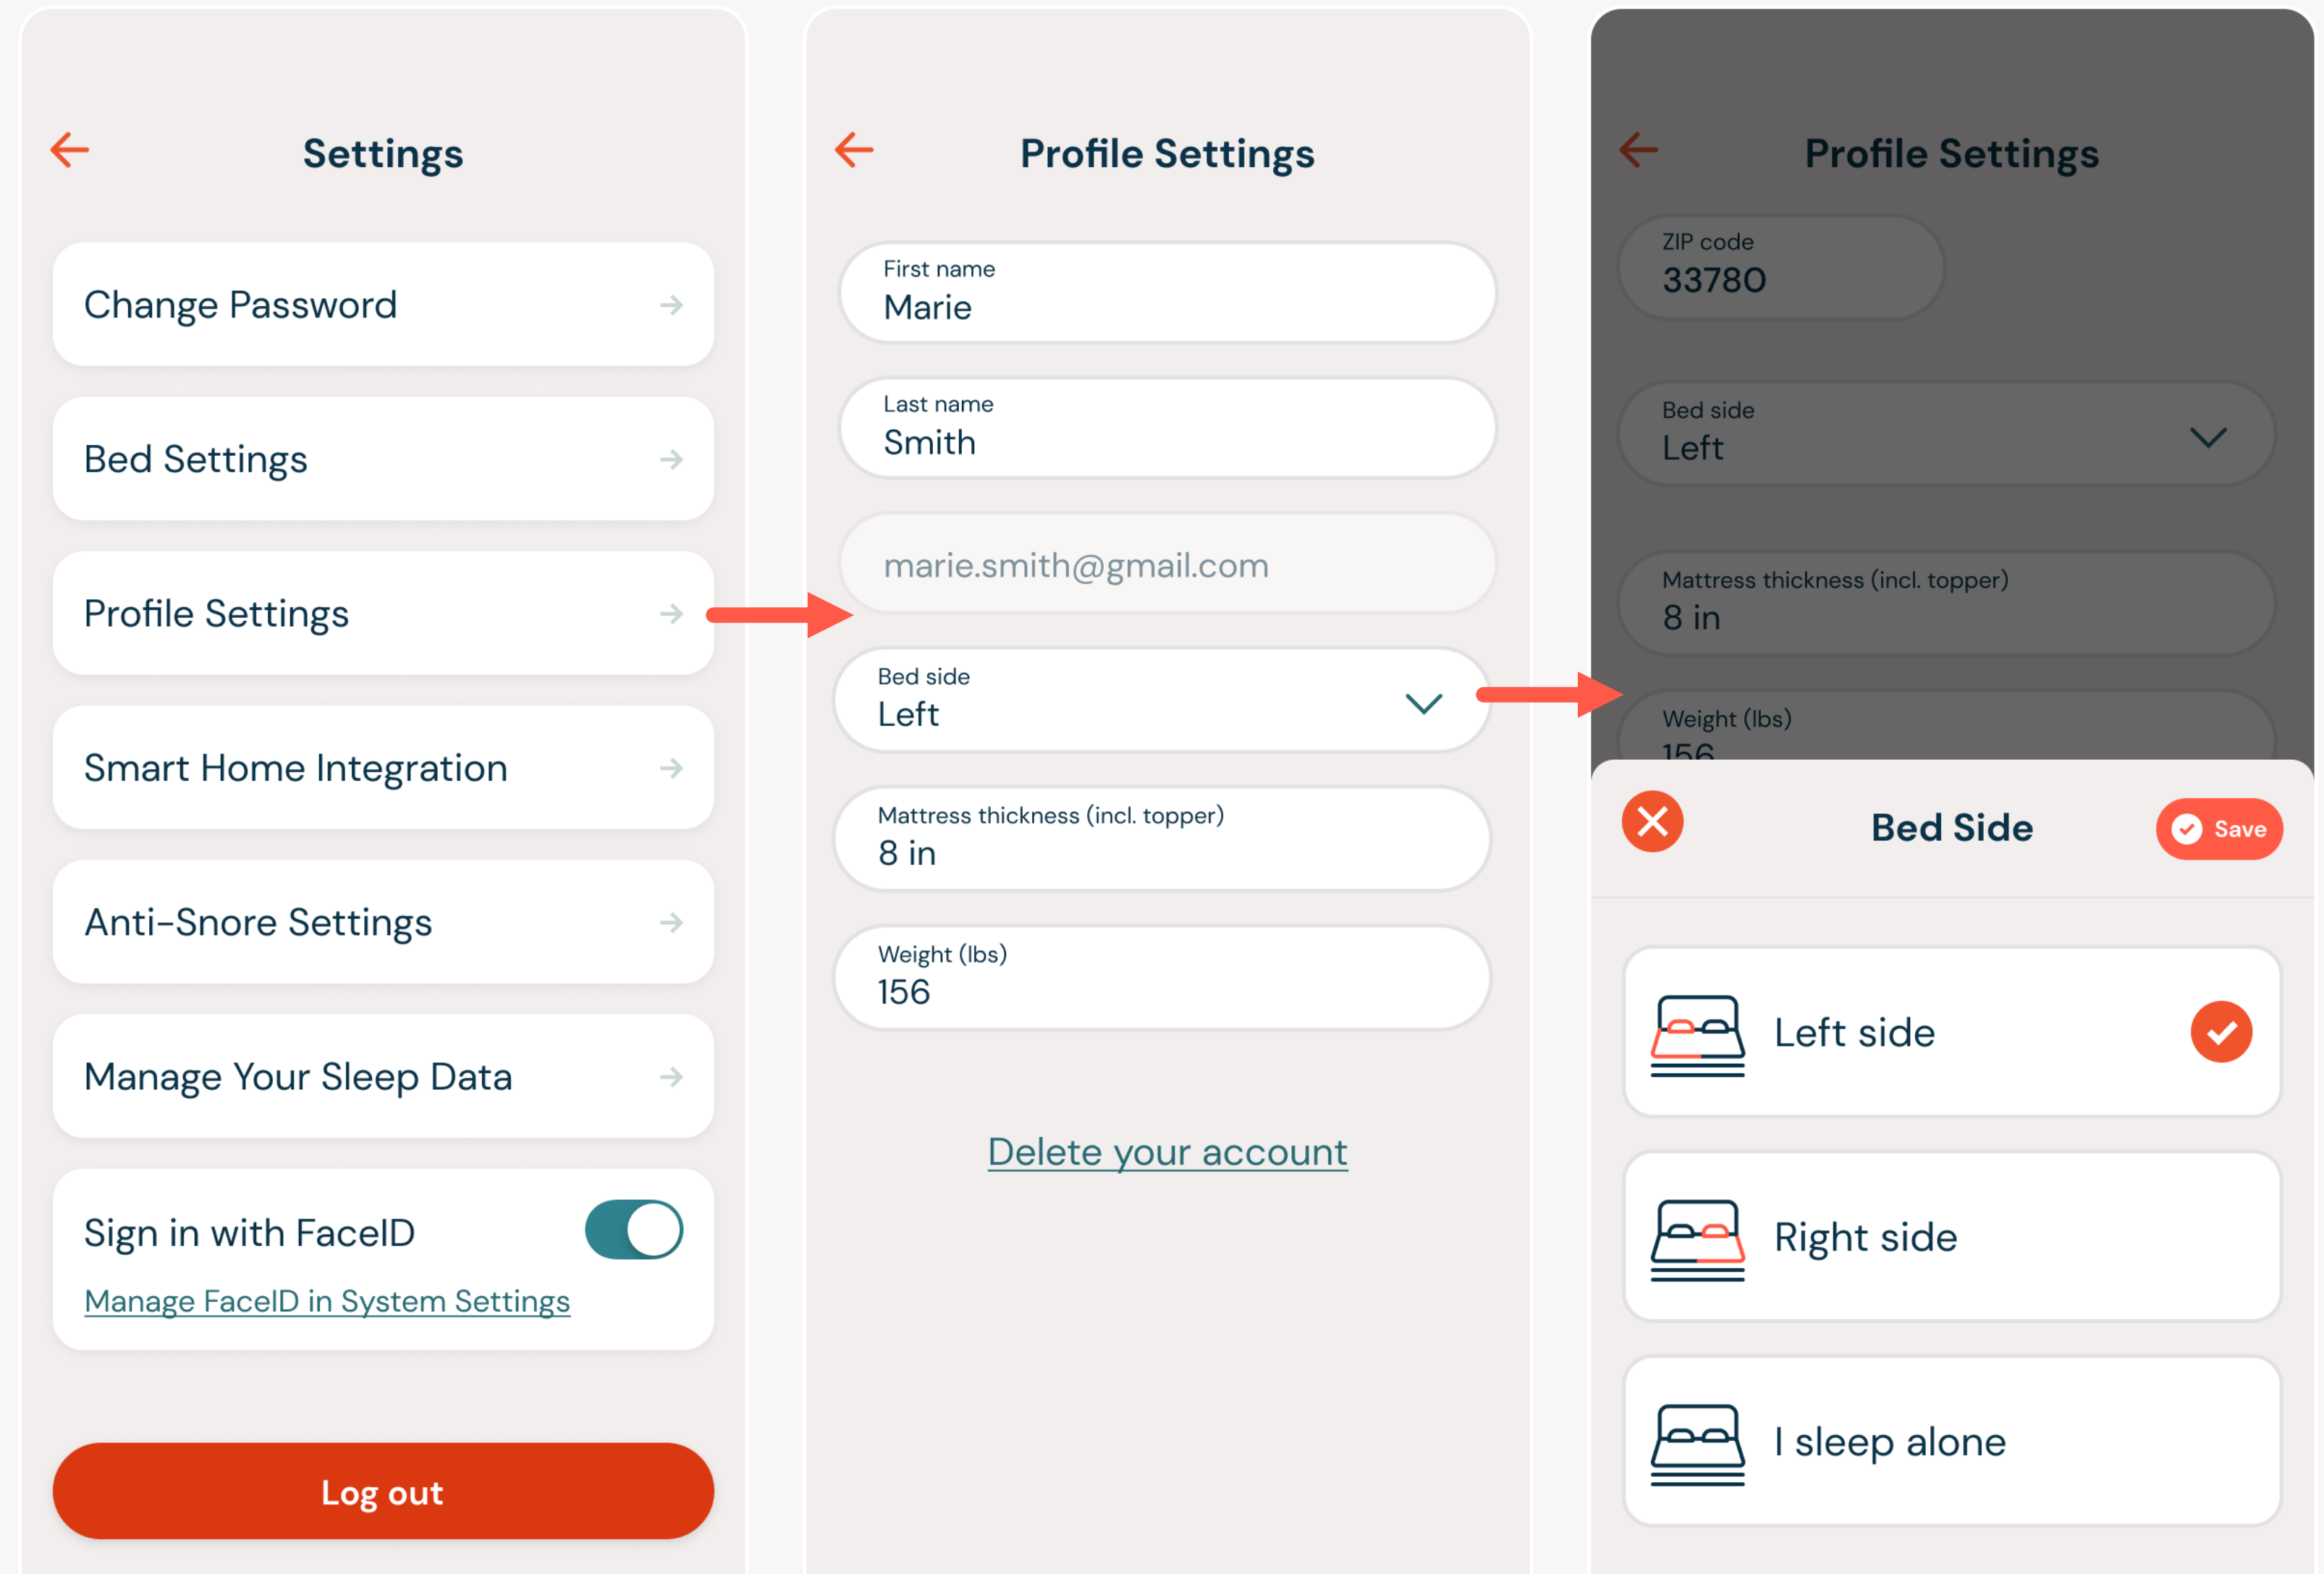 Settings
Change Password
Bed Settings
Profile Settings
Smart Home Integration
Anti-Snore Settings
Manage Your Sleep Data
Sign in with FaceID
Manage FaceID in System Settings
Log out
Profile Settings
First name
Marie
Last name
Smith
marie.smith@gmail.com
Bed side
Left
Mattress thickness (incl. topper)
8 in
Weight (lbs)
156
Delete your account
Profile Settings
ZIP code
33780
Bed side
Left
Mattress thickness (incl. topper)
8 in
Weight (lbs)
156
Bed Side
Save
Left side
Right side
I sleep alone